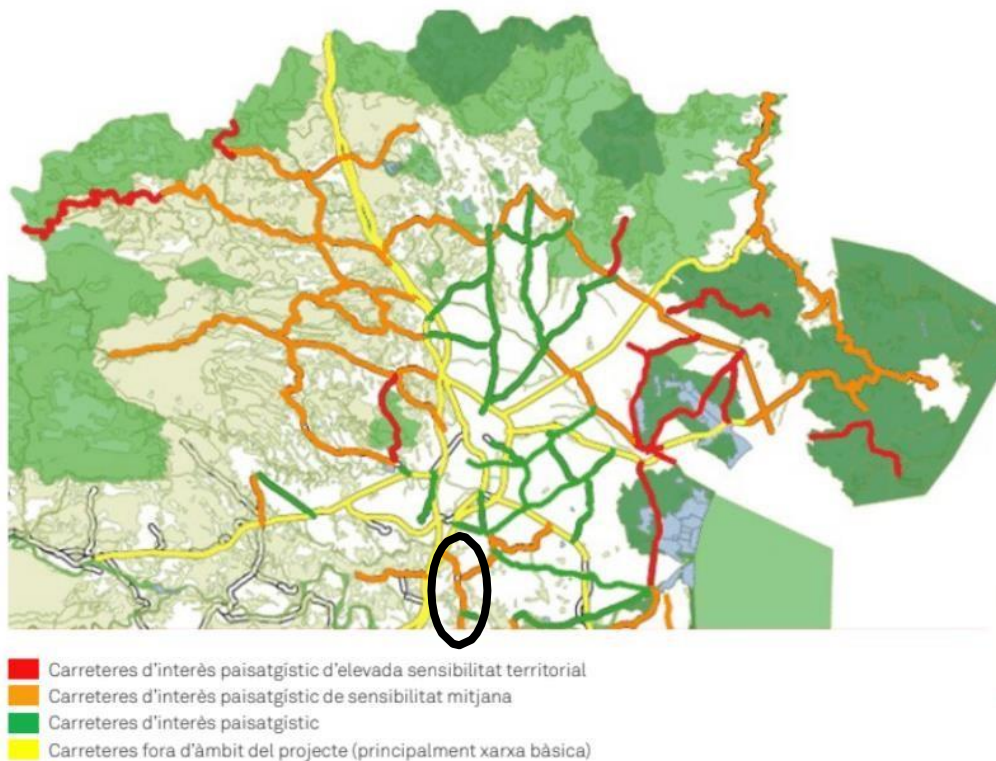 Carreteres d'interès paisatgístic d'elevada sensibilitat territorial
Carreteres d'interès paisatgístic de sensibilitat mitjana
Carreteres d'interès paisatgístic
Carreteres fora d'àmbit del projecte (principalment xarxa bàsica)